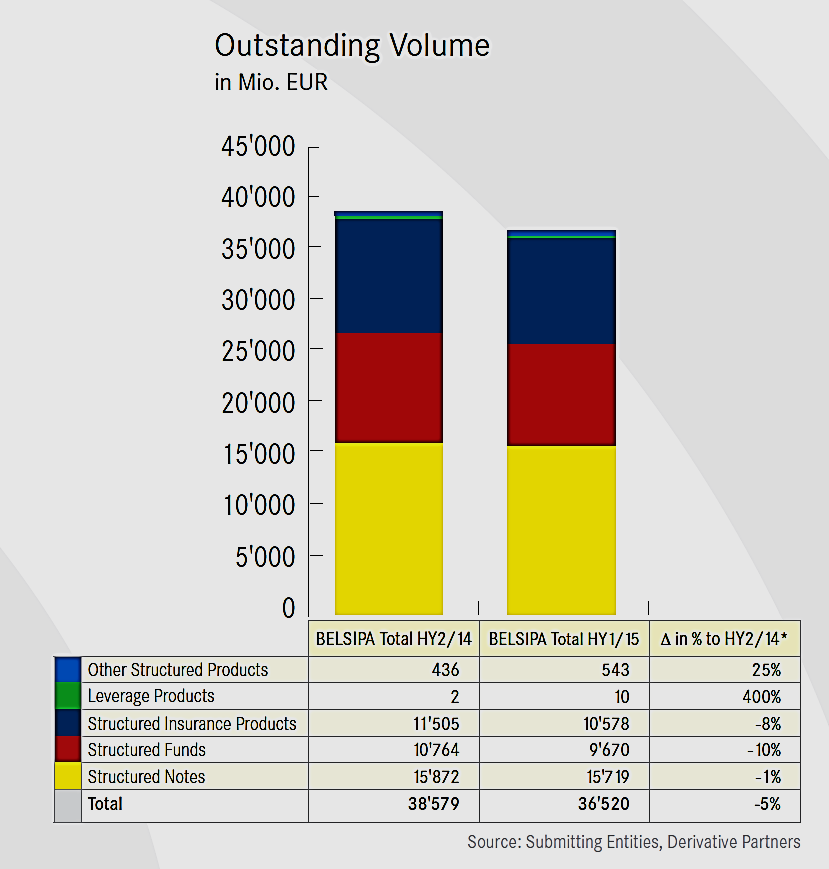 Outstanding Volume
in Mio. EUR
45'000
40'000
35'000
30'000
25'000
20'000
15'000
10'000
5'000
0
BELSIPA Total HY2/14 BELSIPA Total HY1/15 Δ in % to HY2/14*
Other Structured Products 436 543 25%
Leverage Products 2 10 400%
Structured Insurance Products 11'505 10'578 -8%
Structured Funds 10'764 9'670 -10%
Structured Notes 15'872 15'719 -1%
Total 38'579 36'520 -5%
Source: Submitting Entities, Derivative Partners